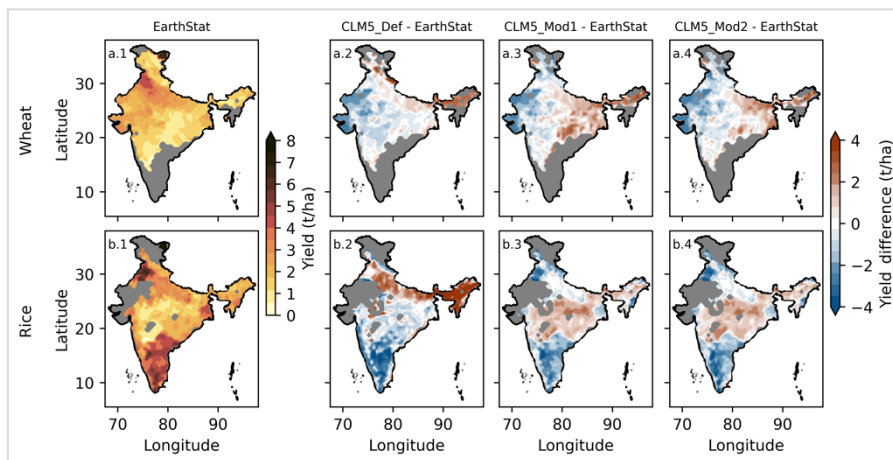 EarthStat
CLM5_Def - EarthStat
CLM5_Mod1 - EarthStat
CLM5_Mod2 - EarthStat
Wheat
Latitude
30
20
10
a.1
a.2
a.3
a.4
8
7
6
5
4
3
2
1
0
Yield (t/ha)
4
2
0
−2
−4
Yield difference (t/ha)
Rice
Latitude
30
20
10
b.1
b.2
b.3
b.4
70 80 90
70 80 90
70 80 90
70 80 90
Longitude
Longitude
Longitude
Longitude